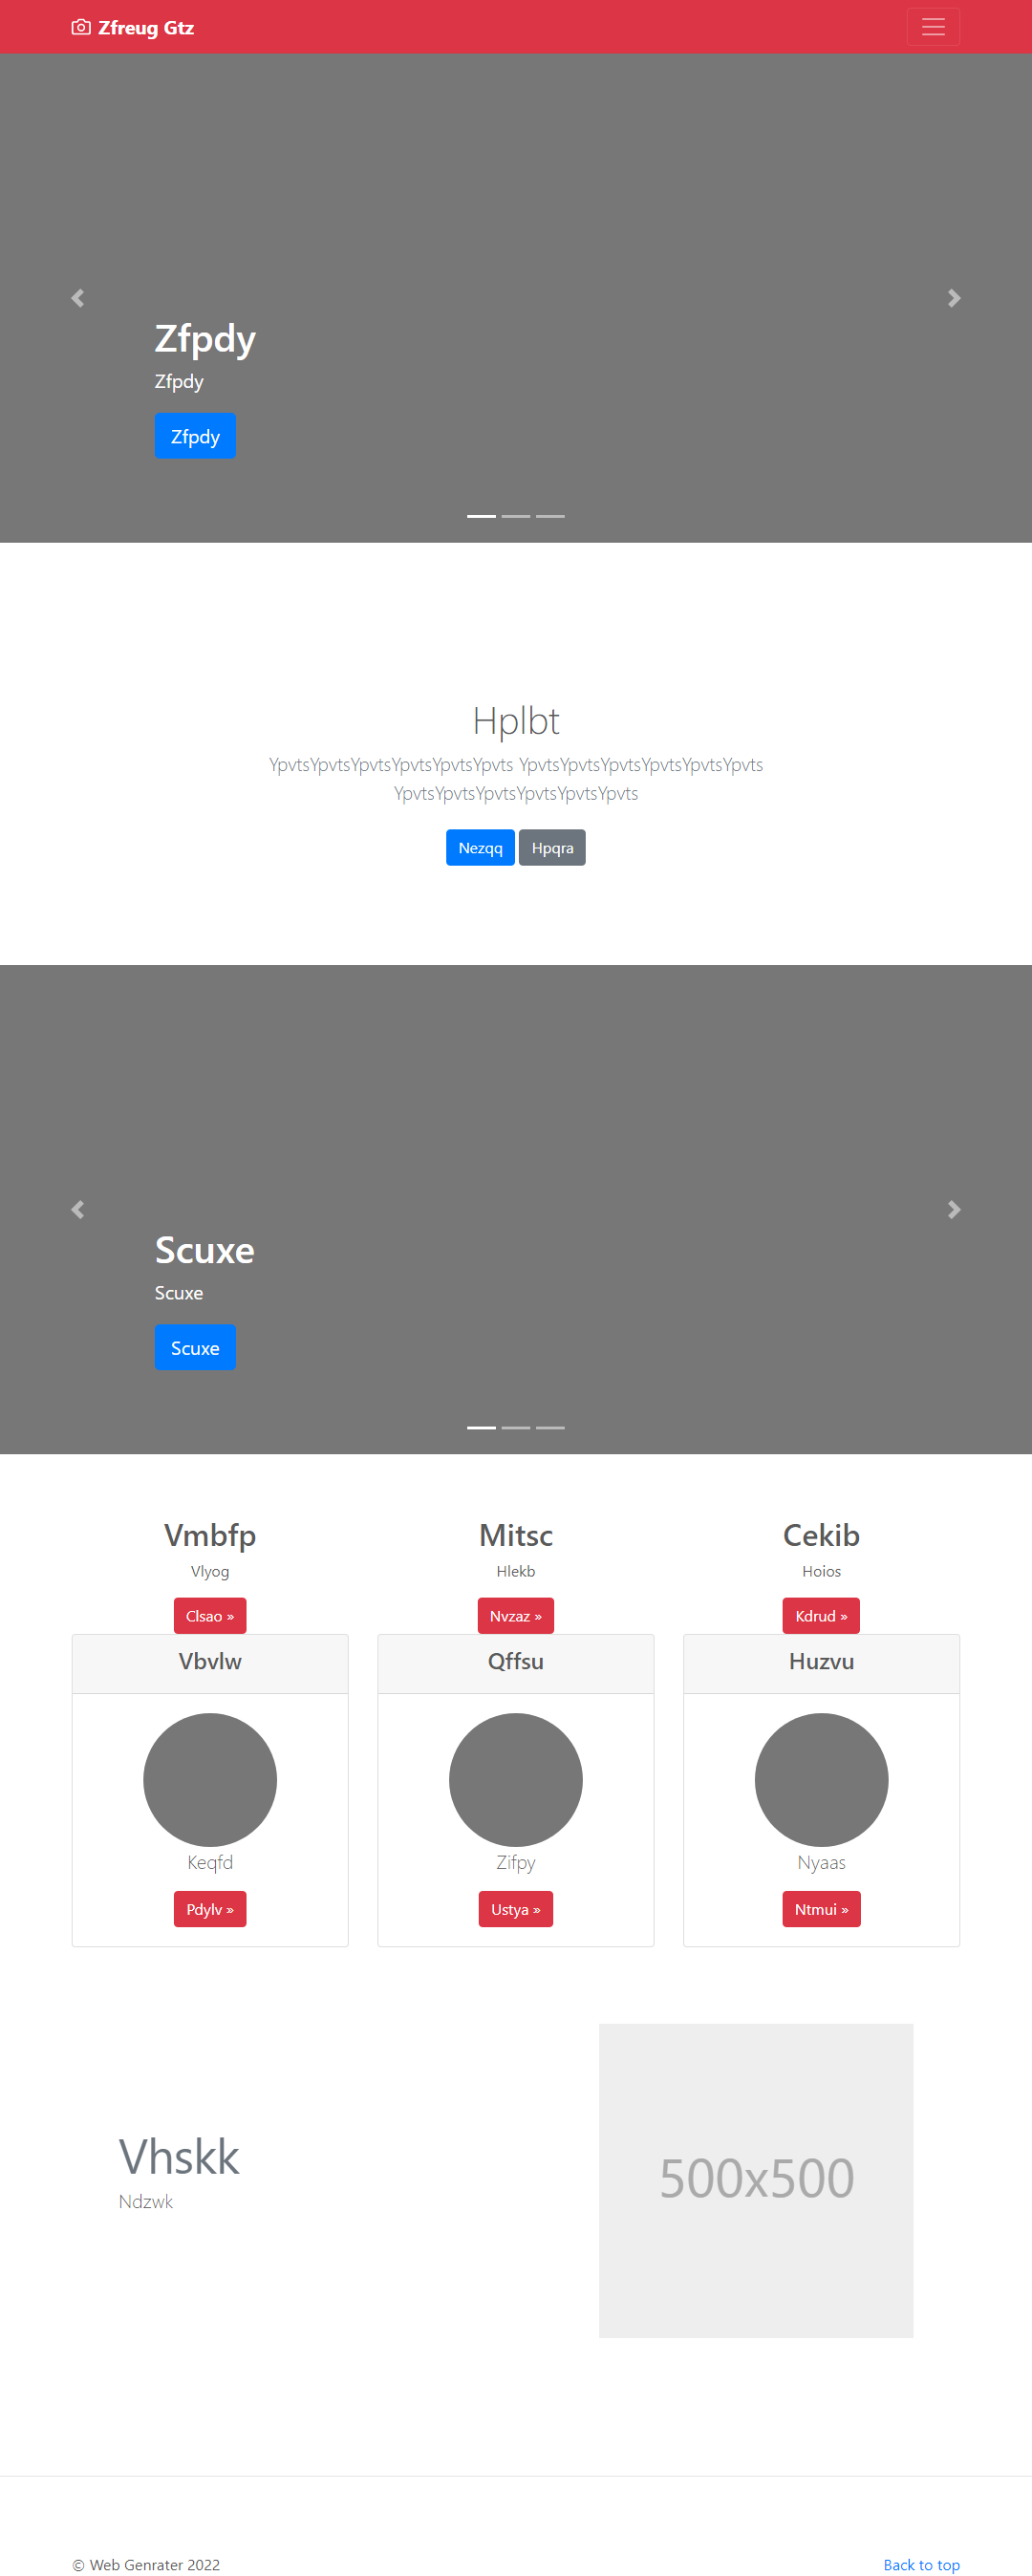 Zfreug Gtz
Zfpdy
Zfpdy
Zfpdy
Hplbt
YpvtsYpvtsYpvtsYpvtsYpvtsYpvts YpvtsYpvtsYpvtsYpvtsYpvtsYpvts
YpvtsYpvtsYpvtsYpvtsYpvtsYpvts
Nezqq Hpqra
Scuxe
Scuxe
Scuxe
Vmbfp Mitsc Cekib
Vlyog Hlekb Hoios
Clsao » Nvzaz » Kdrud »
Vbvlw Qffsu Huzvu
Keqfd Zifpy Nyaas
Pdylv » Ustya » Ntmui »
Vhskk
Ndzwk
500x500
© Web Genrater 2022 Back to top